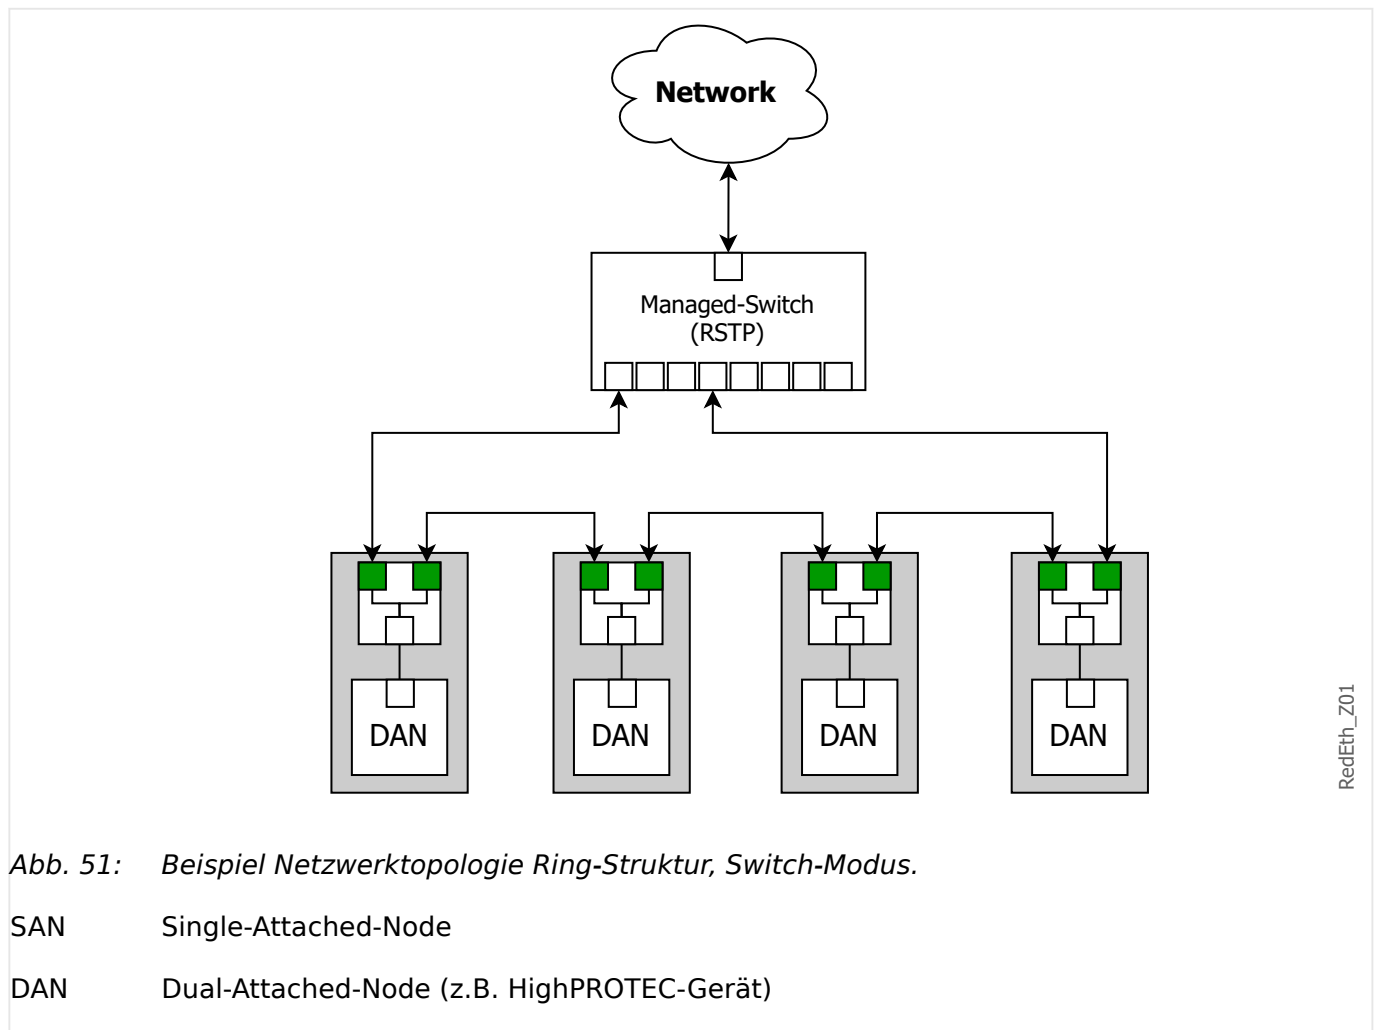 Network
Managed-Switch
(RSTP)
DAN DAN DAN DAN
RedEth_Z01
Abb. 51: Beispiel Netzwerktopologie Ring-Struktur, Switch-Modus.
SAN Single-Attached-Node
DAN Dual-Attached-Node (z.B. HighPROTEC-Gerät)